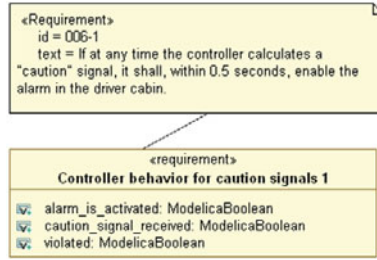 «Requirement»
id = 006-1
text = If at any time the controller calculates a
"caution" signal, it shall, within 0.5 seconds, enable the
alarm in the driver cabin.
«requirement»
Controller behavior for caution signals 1
alarm_is_activated: ModelicaBoolean
caution_signal_received: ModelicaBoolean
violated: ModelicaBoolean